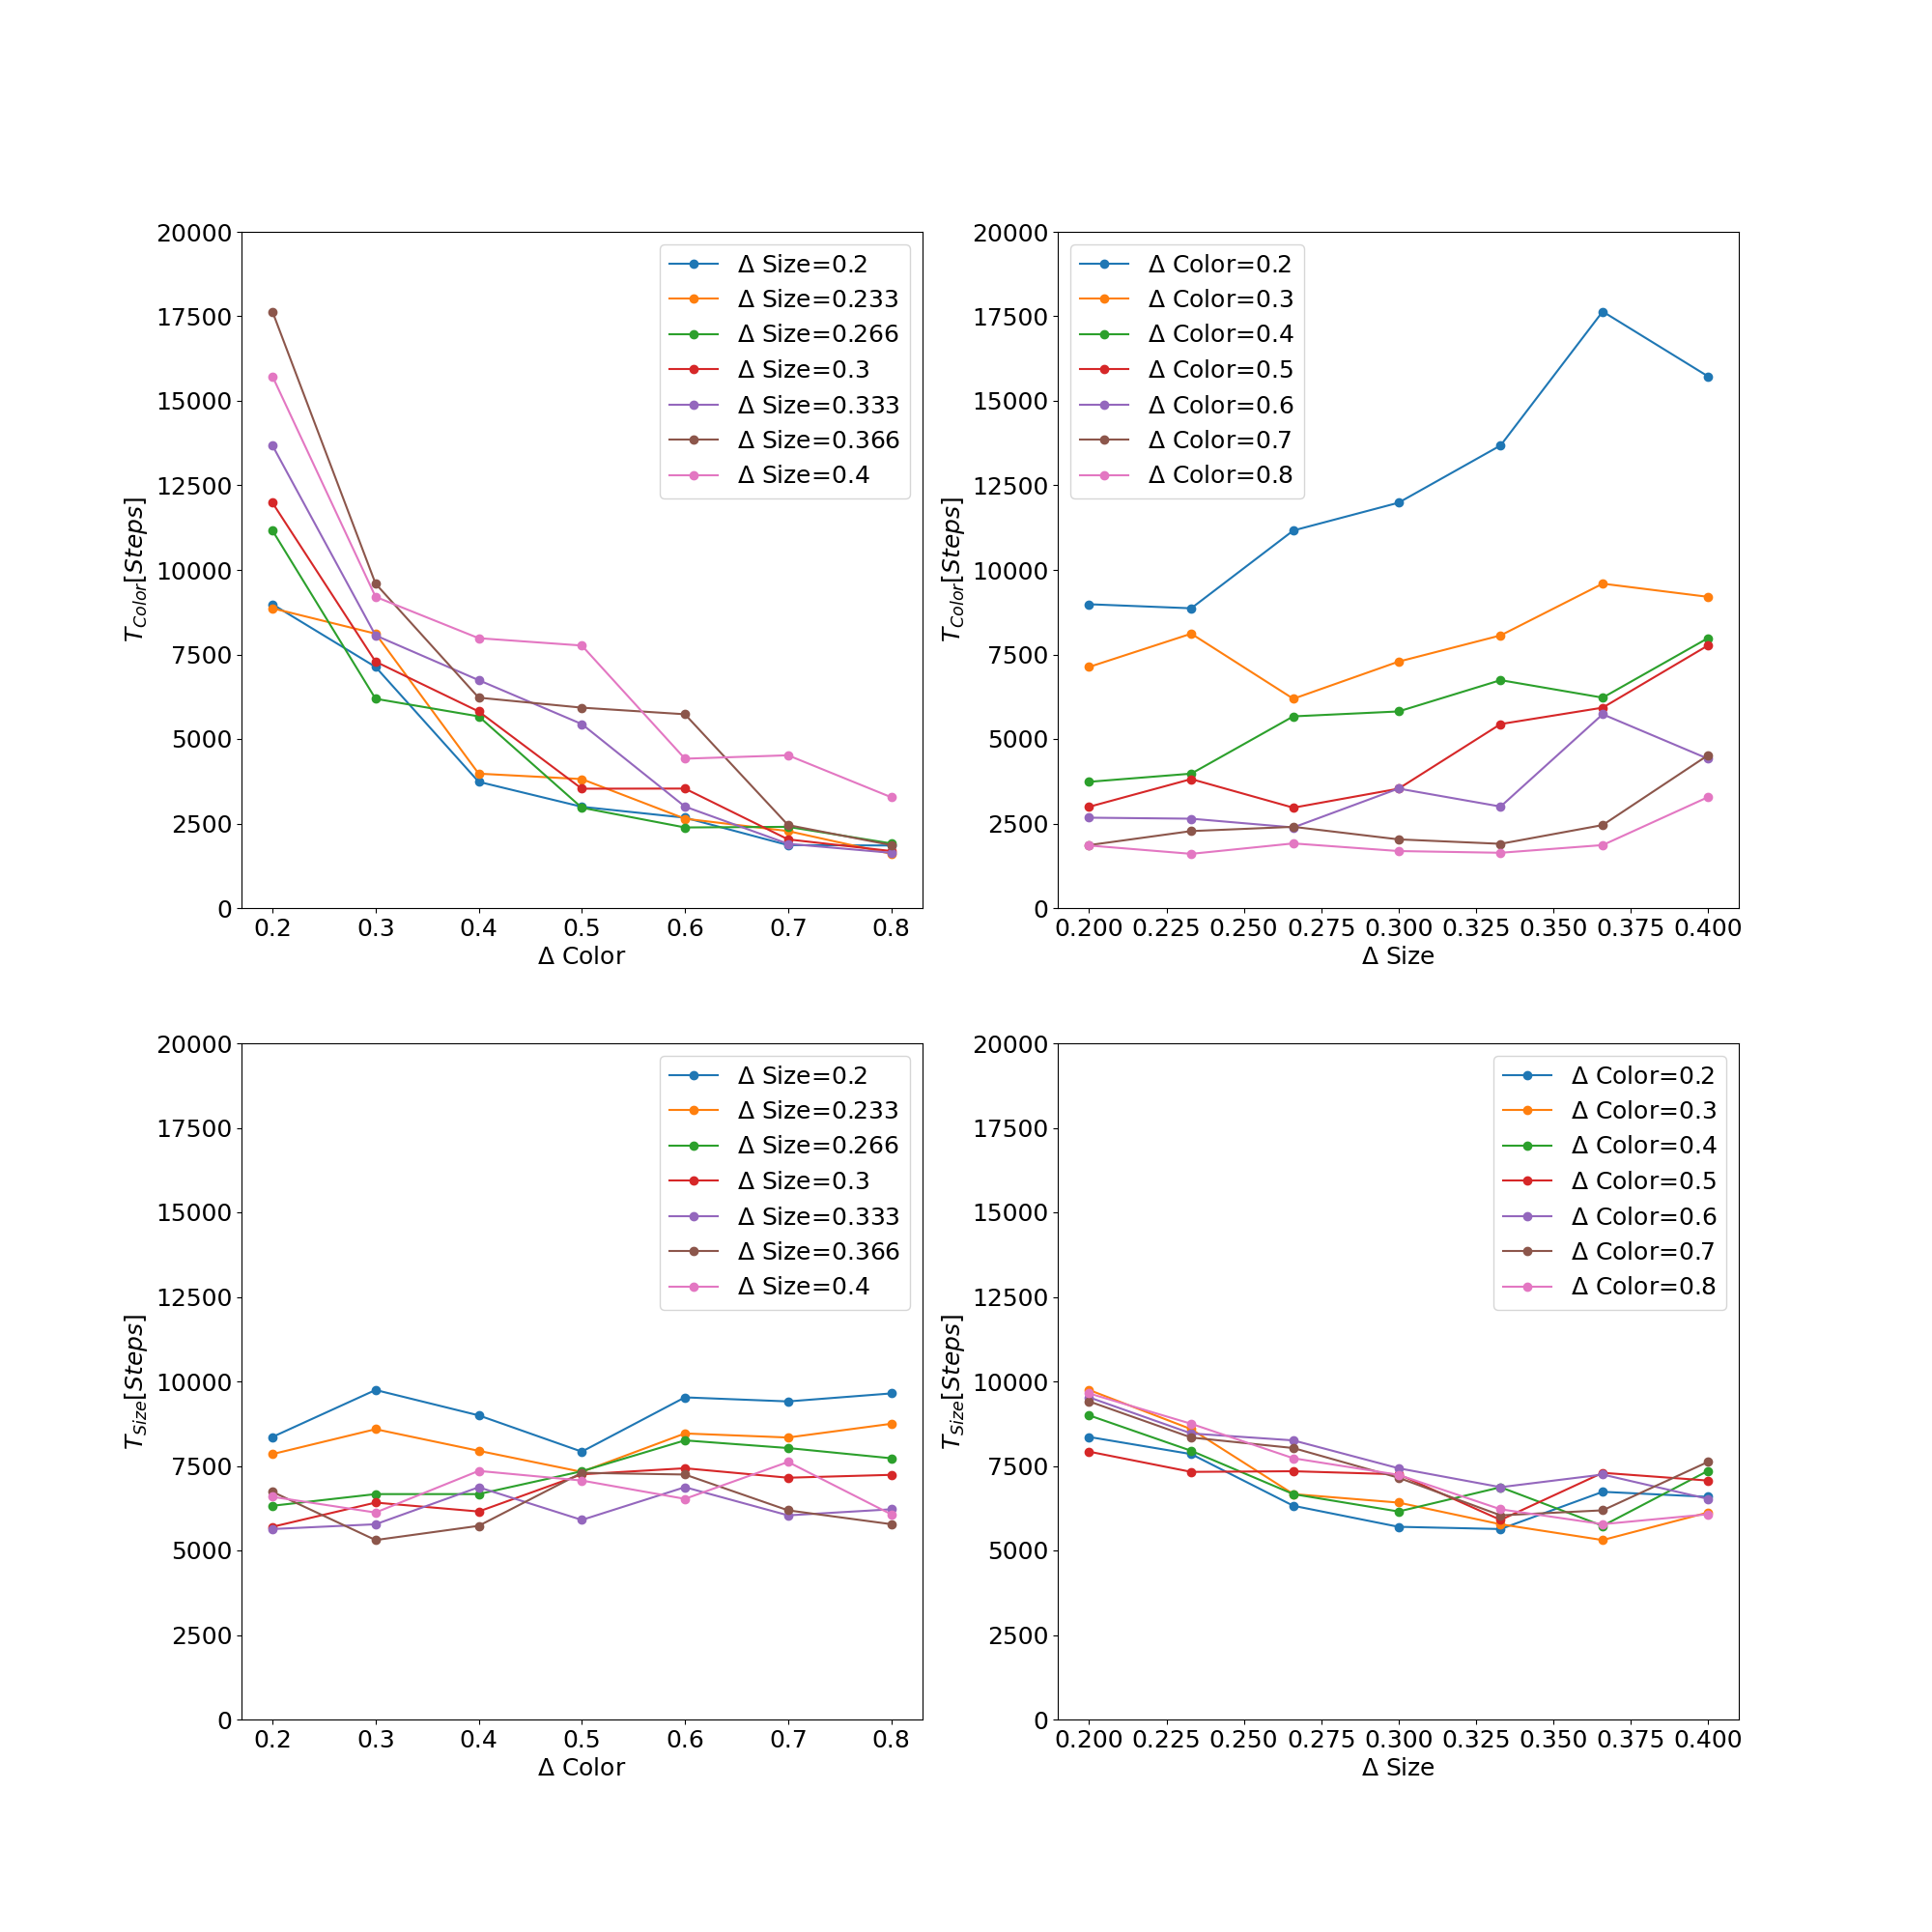 20000
17500
15000
12500
10000
7500
5000
2500
0
T_Color[Steps]
0.2 0.3 0.4 0.5 0.6 0.7 0.8
Δ Color
Δ Size=0.2
Δ Size=0.233
Δ Size=0.266
Δ Size=0.3
Δ Size=0.333
Δ Size=0.366
Δ Size=0.4
20000
17500
15000
12500
10000
7500
5000
2500
0
T_Color[Steps]
0.200 0.225 0.250 0.275 0.300 0.325 0.350 0.375 0.400
Δ Size
Δ Color=0.2
Δ Color=0.3
Δ Color=0.4
Δ Color=0.5
Δ Color=0.6
Δ Color=0.7
Δ Color=0.8
20000
17500
15000
12500
10000
7500
5000
2500
0
T_Size[Steps]
0.2 0.3 0.4 0.5 0.6 0.7 0.8
Δ Color
Δ Size=0.2
Δ Size=0.233
Δ Size=0.266
Δ Size=0.3
Δ Size=0.333
Δ Size=0.366
Δ Size=0.4
20000
17500
15000
12500
10000
7500
5000
2500
0
T_Size[Steps]
0.200 0.225 0.250 0.275 0.300 0.325 0.350 0.375 0.400
Δ Size
Δ Color=0.2
Δ Color=0.3
Δ Color=0.4
Δ Color=0.5
Δ Color=0.6
Δ Color=0.7
Δ Color=0.8